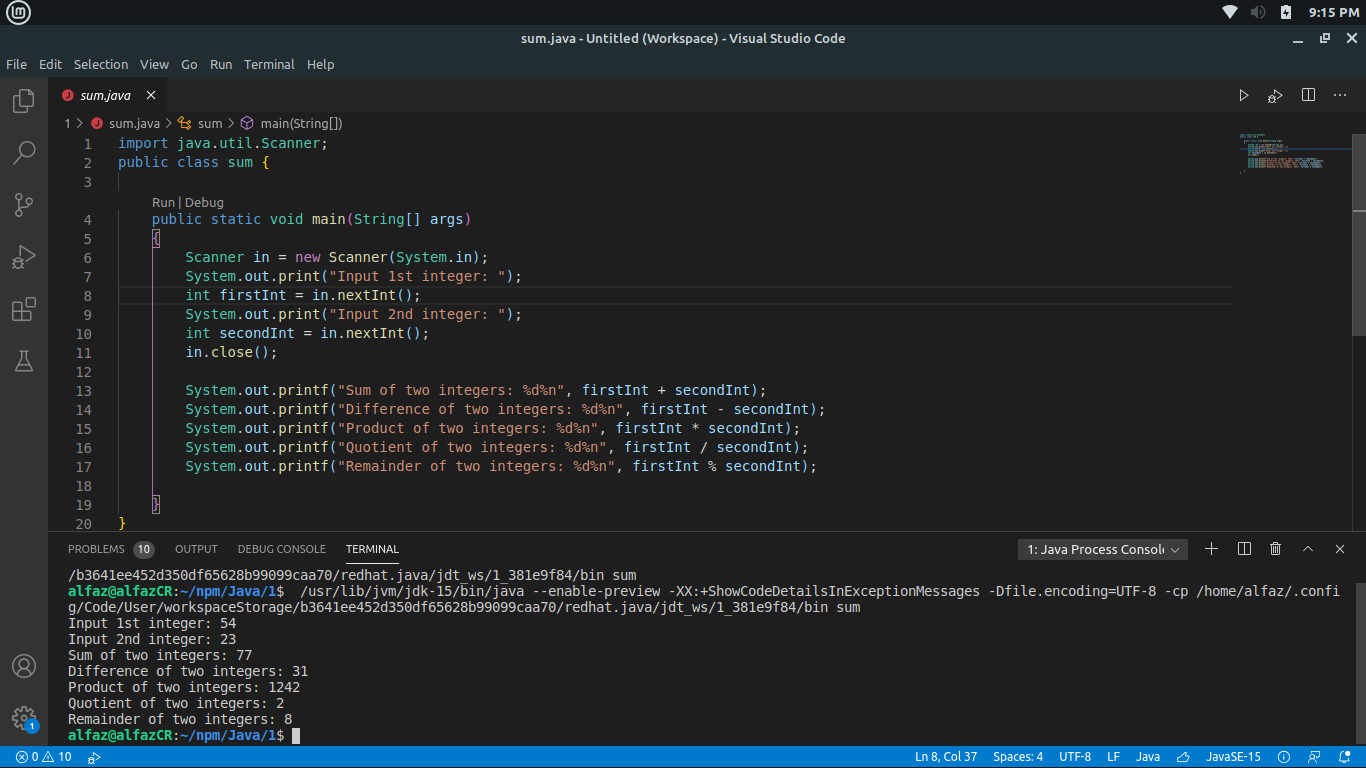 9:15 PM
sum.java - Untitled (Workspace) - Visual Studio Code
File Edit Selection View Go Run Terminal Help
J sum.java
1 > J sum.java > sum > main(String[])
1 import java.util.Scanner;
2 public class sum {
3
Run | Debug
4 public static void main(String[] args)
5 {
6 Scanner in = new Scanner(System.in);
7 System.out.print("Input 1st integer: ");
8 int firstInt = in.nextInt();
9 System.out.print("Input 2nd integer: ");
10 int secondInt = in.nextInt();
11 in.close();
12
13 System.out.printf("Sum of two integers: %d%n", firstInt + secondInt);
14 System.out.printf("Difference of two integers: %d%n", firstInt - secondInt);
15 System.out.printf("Product of two integers: %d%n", firstInt * secondInt);
16 System.out.printf("Quotient of two integers: %d%n", firstInt / secondInt);
17 System.out.printf("Remainder of two integers: %d%n", firstInt % secondInt);
18
19 }
20 }
PROBLEMS 10 OUTPUT DEBUG CONSOLE TERMINAL 1: Java Process Consol
/b3641ee452d350df65628b99099caa70/redhat.java/jdt_ws/1_381e9f84/bin sum
alfaz@alfazCR:~/npm/Java/1$ /usr/lib/jvm/jdk-15/bin/java --enable-preview -XX:+ShowCodeDetailsInExceptionMessages -Dfile.encoding=UTF-8 -cp /home/alfaz/.confi
g/Code/User/workspaceStorage/b3641ee452d350df65628b99099caa70/redhat.java/jdt_ws/1_381e9f84/bin sum
Input 1st integer: 54
Input 2nd integer: 23
Sum of two integers: 77
Difference of two integers: 31
Product of two integers: 1242
Quotient of two integers: 2
Remainder of two integers: 8
alfaz@alfazCR:~/npm/Java/1$
1
0 10 Ln 8, Col 37 Spaces: 4 UTF-8 LF Java JavaSE-15